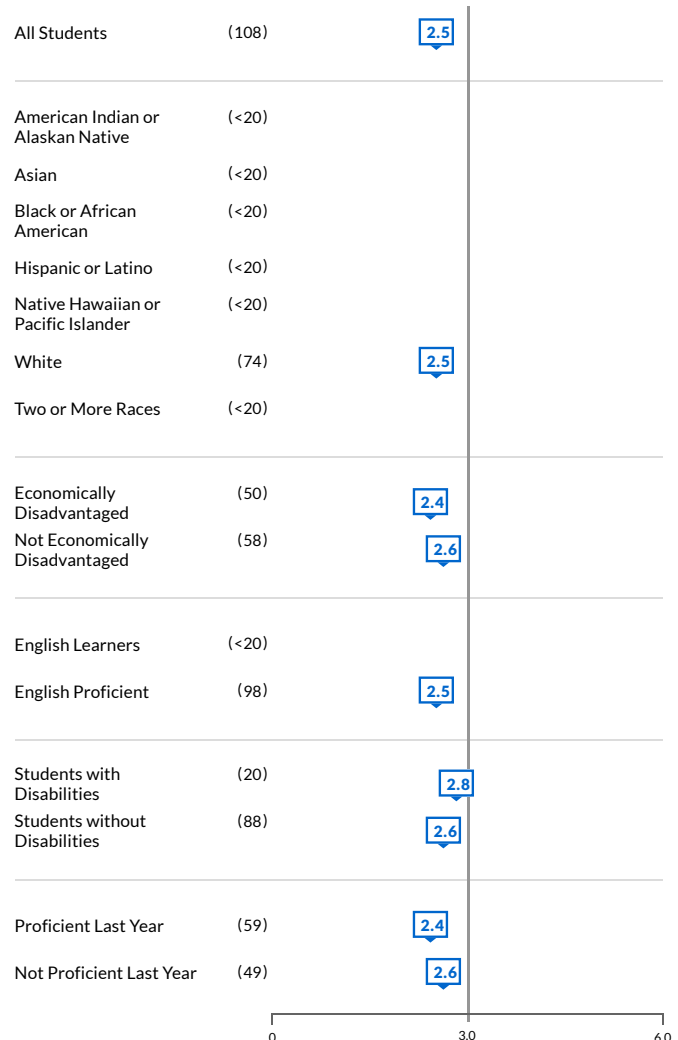 All Students (108) 2.5
American Indian or (<20)
Alaskan Native
Asian (<20)
Black or African (<20)
American
Hispanic or Latino (<20)
Native Hawaiian or (<20)
Pacific Islander
White (74) 2.5
Two or More Races (<20)
Economically (50) 2.4
Disadvantaged
Not Economically (58) 2.6
Disadvantaged
English Learners (<20)
English Proficient (98) 2.5
Students with (20) 2.8
Disabilities
Students without (88) 2.6
Disabilities
Proficient Last Year (59) 2.4
Not Proficient Last Year (49) 2.6
0 3.0 6.0